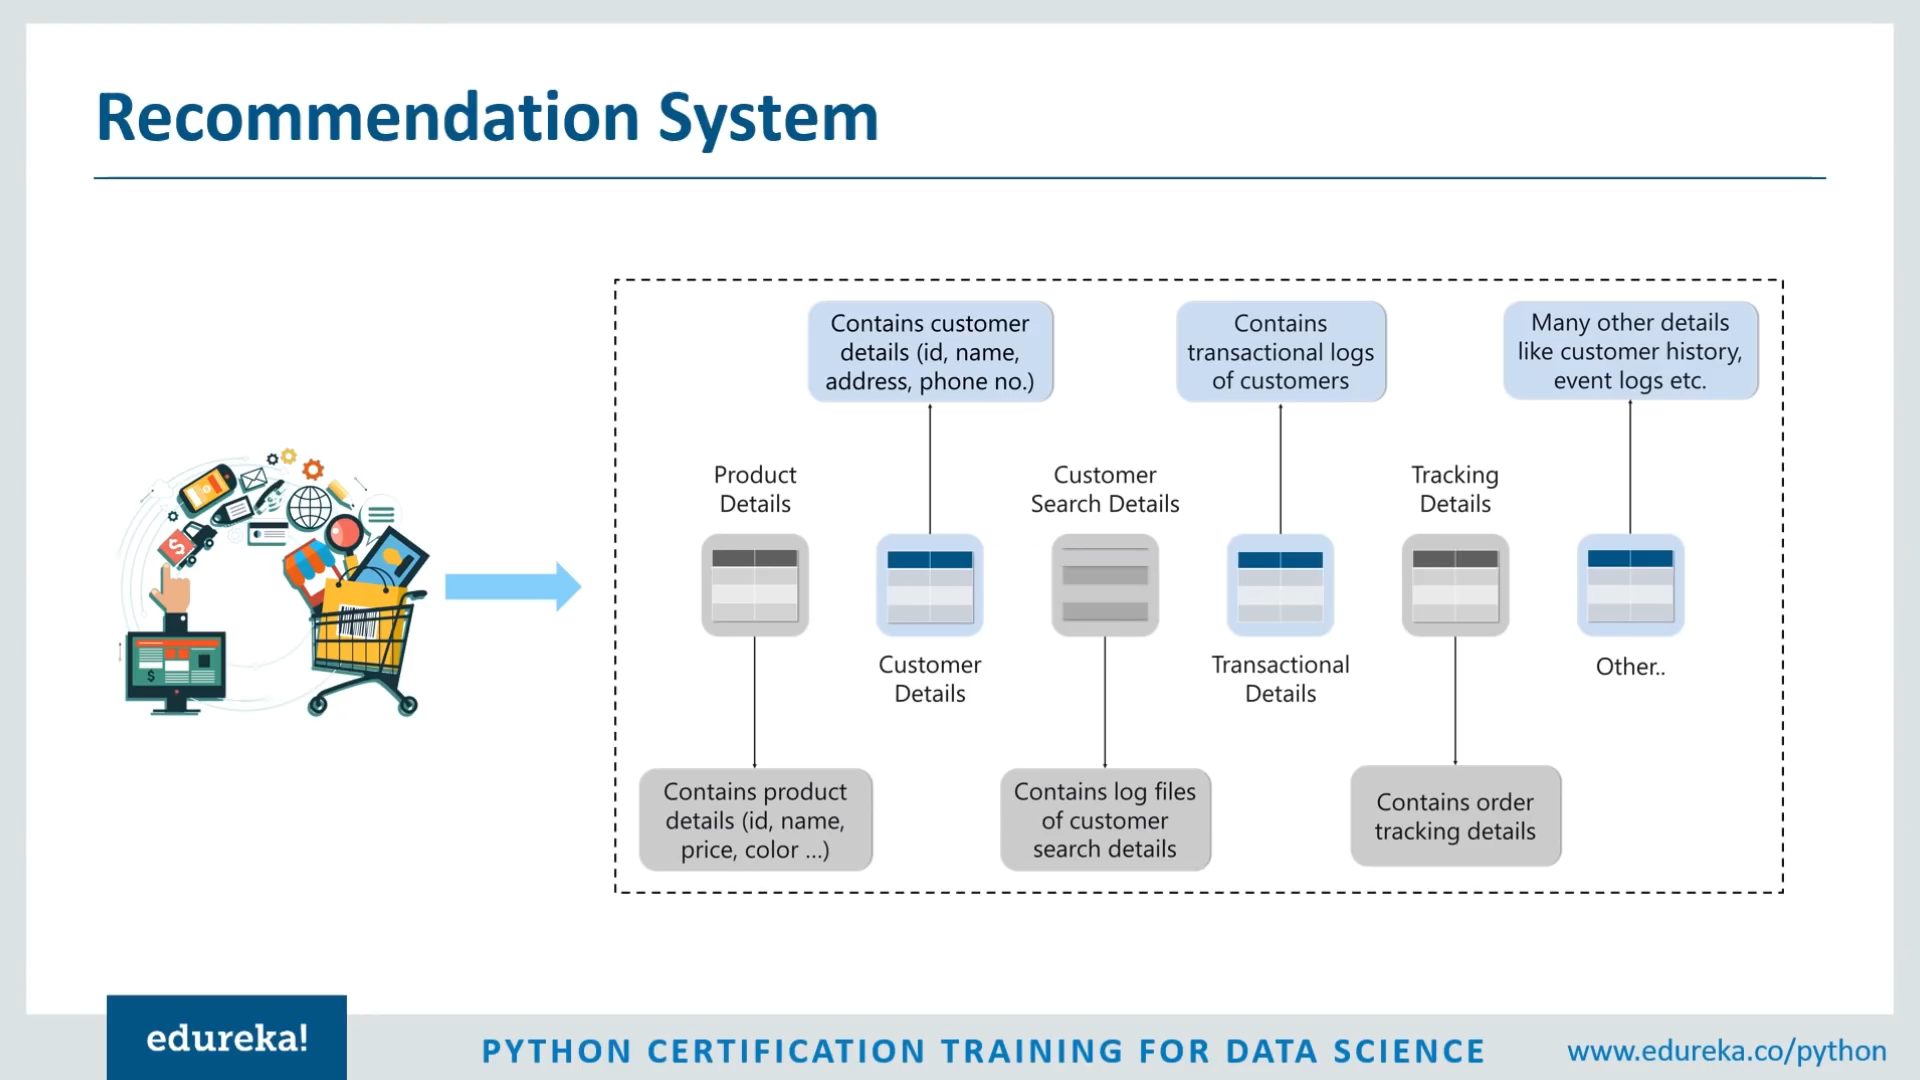 Recommendation System
Contains customer
details (id, name,
address, phone no.)
Contains
transactional logs
of customers
Many other details
like customer history,
event logs etc.
Product
Details
Customer
Search Details
Tracking
Details
Customer
Details
Transactional
Details
Other..
Contains product
details (id, name,
price, color ...)
Contains log files
of customer
search details
Contains order
tracking details
$
$
edureka!
PYTHON CERTIFICATION TRAINING FOR DATA SCIENCE
www.edureka.co/python